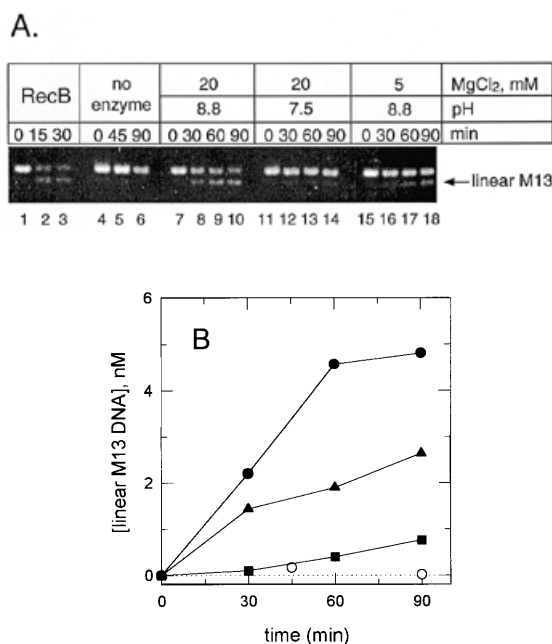 A.
RecB no enzyme 20 20 5 MgCl2, mM
8.8 7.5 8.8 pH
0 15 30 0 45 90 0 30 60 90 0 30 60 90 0 30 60 90 min
linear M13
1 2 3 4 5 6 7 8 9 10 11 12 13 14 15 16 17 18
B
[linear M13 DNA], nM
6
4
2
0
0 30 60 90
time (min)